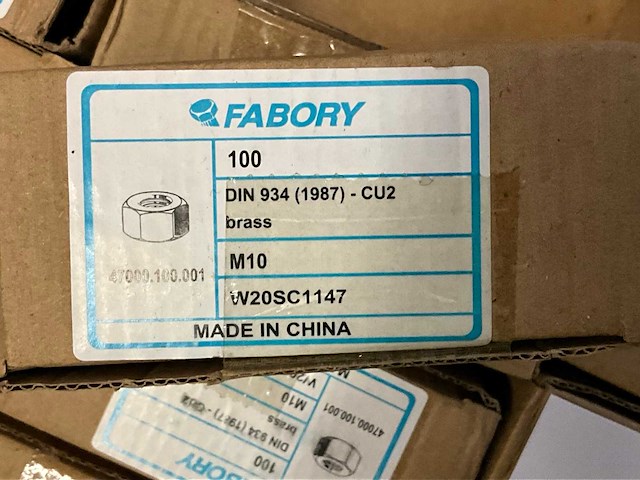 FABORY
100
DIN 934 (1987) - CU2
brass
M10
47000.100.001
W20SC1147
MADE IN CHINA
M10
brass
DIN 934 (1987) - CU2
100
FABORY
47000.100.001